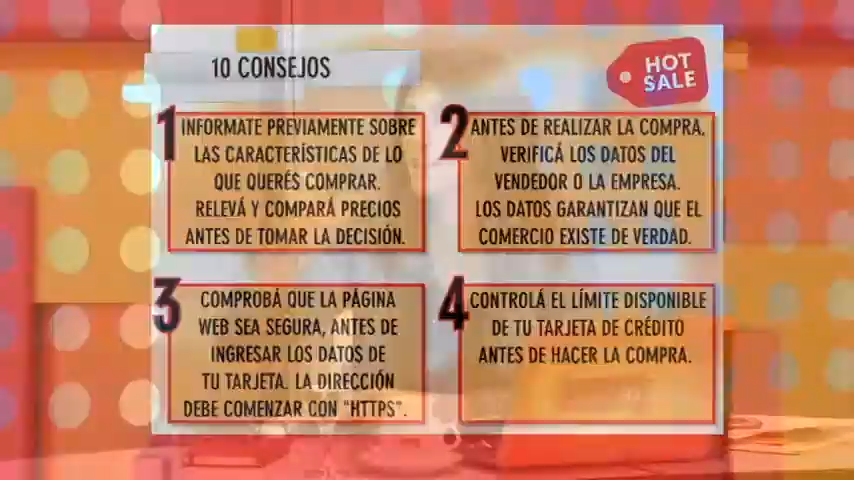 10 CONSEJOS
HOT
SALE
1
INFORMATE PREVIAMENTE SOBRE
LAS CARACTERÍSTICAS DE LO
QUE QUERÉS COMPRAR.
RELEVÁ Y COMPARÁ PRECIOS
ANTES DE TOMAR LA DECISIÓN.
2
ANTES DE REALIZAR LA COMPRA,
VERIFICÁ LOS DATOS DEL
VENDEDOR O LA EMPRESA.
LOS DATOS GARANTIZAN QUE EL
COMERCIO EXISTE DE VERDAD.
3
COMPROBÁ QUE LA PÁGINA
WEB SEA SEGURA, ANTES DE
INGRESAR LOS DATOS DE
TU TARJETA. LA DIRECCIÓN
DEBE COMENZAR CON "HTTPS".
4
CONTROLÁ EL LÍMITE DISPONIBLE
DE TU TARJETA DE CRÉDITO
ANTES DE HACER LA COMPRA.